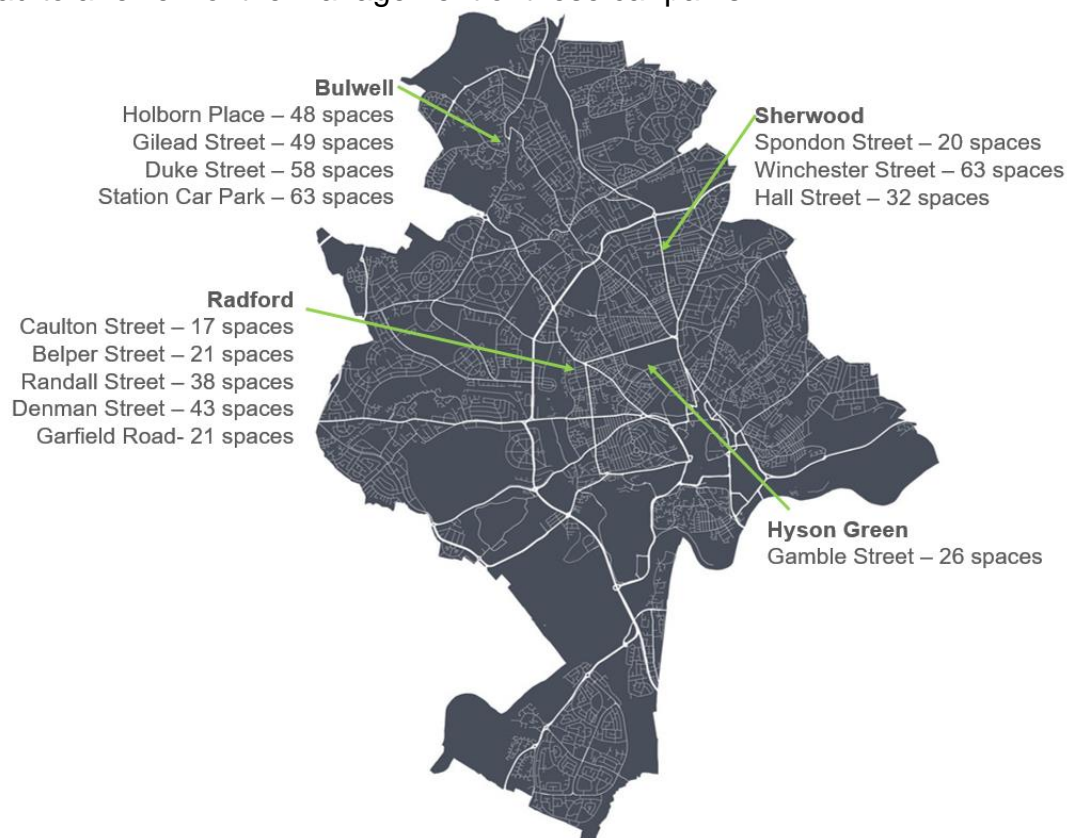 Bulwell
Holborn Place – 48 spaces
Gilead Street – 49 spaces
Duke Street – 58 spaces
Station Car Park – 63 spaces
Sherwood
Spondon Street – 20 spaces
Winchester Street – 63 spaces
Hall Street – 32 spaces
Radford
Caulton Street – 17 spaces
Belper Street – 21 spaces
Randall Street – 38 spaces
Denman Street – 43 spaces
Garfield Road- 21 spaces
Hyson Green
Gamble Street – 26 spaces